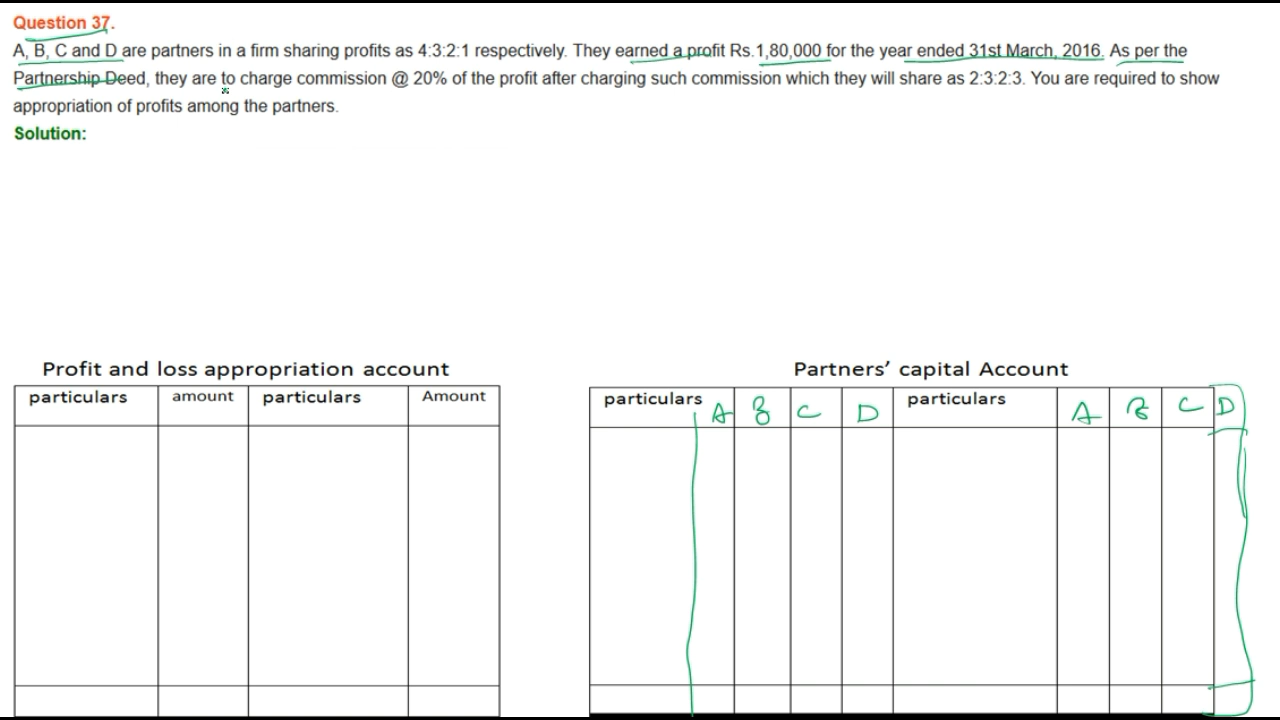 Question 37.
A, B, C and D are partners in a firm sharing profits as 4:3:2:1 respectively. They earned a profit Rs.1,80,000 for the year ended 31st March, 2016. As per the
Partnership Deed, they are to charge commission @ 20% of the profit after charging such commission which they will share as 2:3:2:3. You are required to show
appropriation of profits among the partners.
Solution:
Profit and loss appropriation account
particulars amount particulars Amount
Partners' capital Account
particulars A B C D particulars A B C D